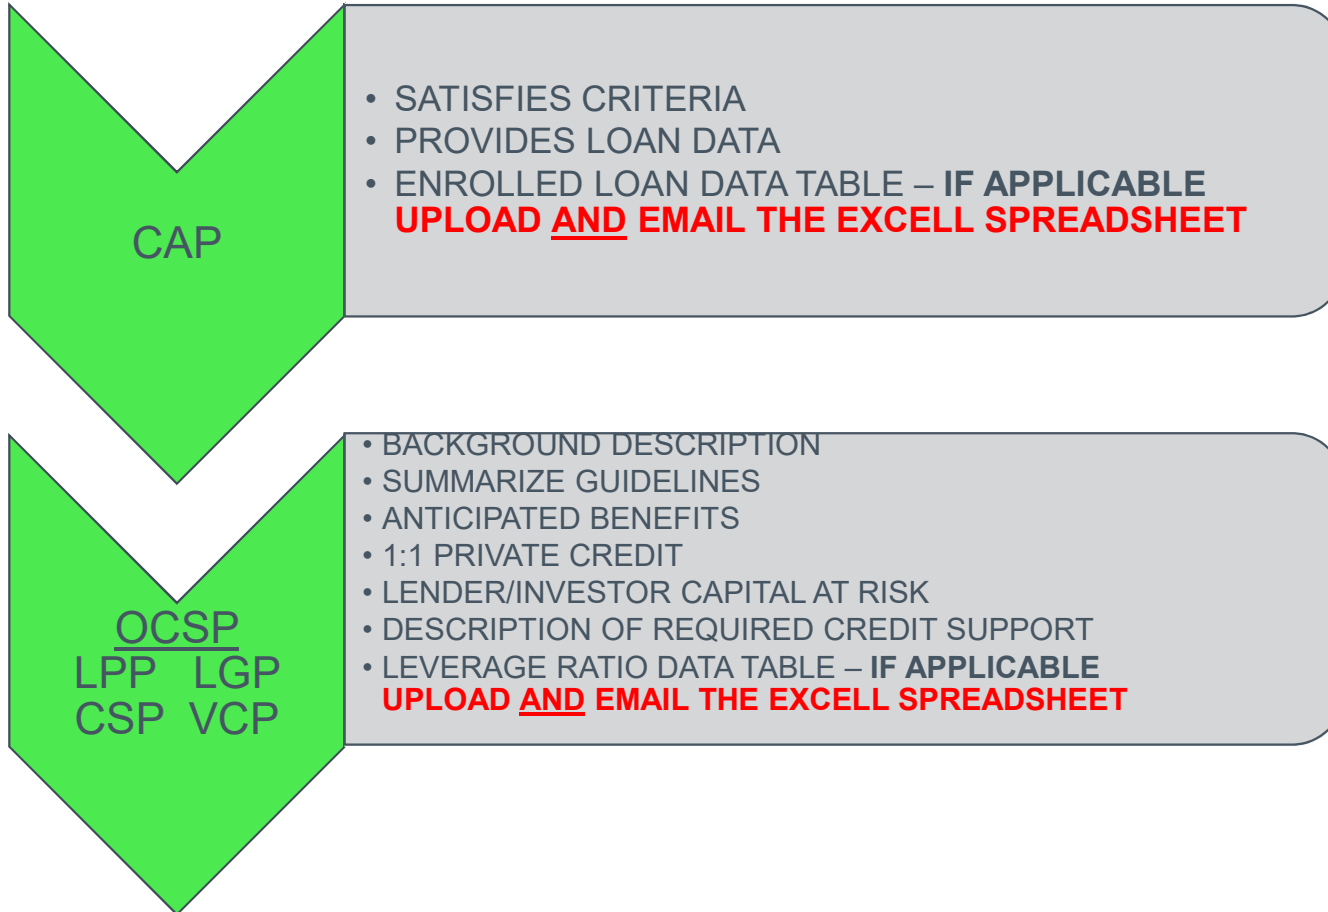 CAP
• SATISFIES CRITERIA
• PROVIDES LOAN DATA
• ENROLLED LOAN DATA TABLE – IF APPLICABLE
UPLOAD AND EMAIL THE EXCELL SPREADSHEET
OCSP
LPP LGP
CSP VCP
• BACKGROUND DESCRIPTION
• SUMMARIZE GUIDELINES
• ANTICIPATED BENEFITS
• 1:1 PRIVATE CREDIT
• LENDER/INVESTOR CAPITAL AT RISK
• DESCRIPTION OF REQUIRED CREDIT SUPPORT
• LEVERAGE RATIO DATA TABLE – IF APPLICABLE
UPLOAD AND EMAIL THE EXCELL SPREADSHEET